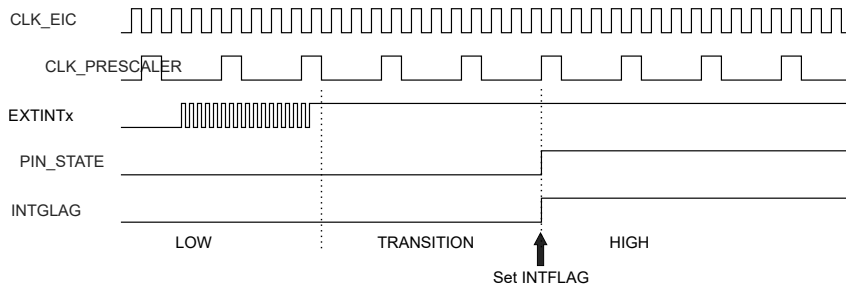 CLK_EIC
CLK_PRESCALER
EXTINTx
PIN_STATE
INTGLAG
LOW TRANSITION HIGH
Set INTFLAG